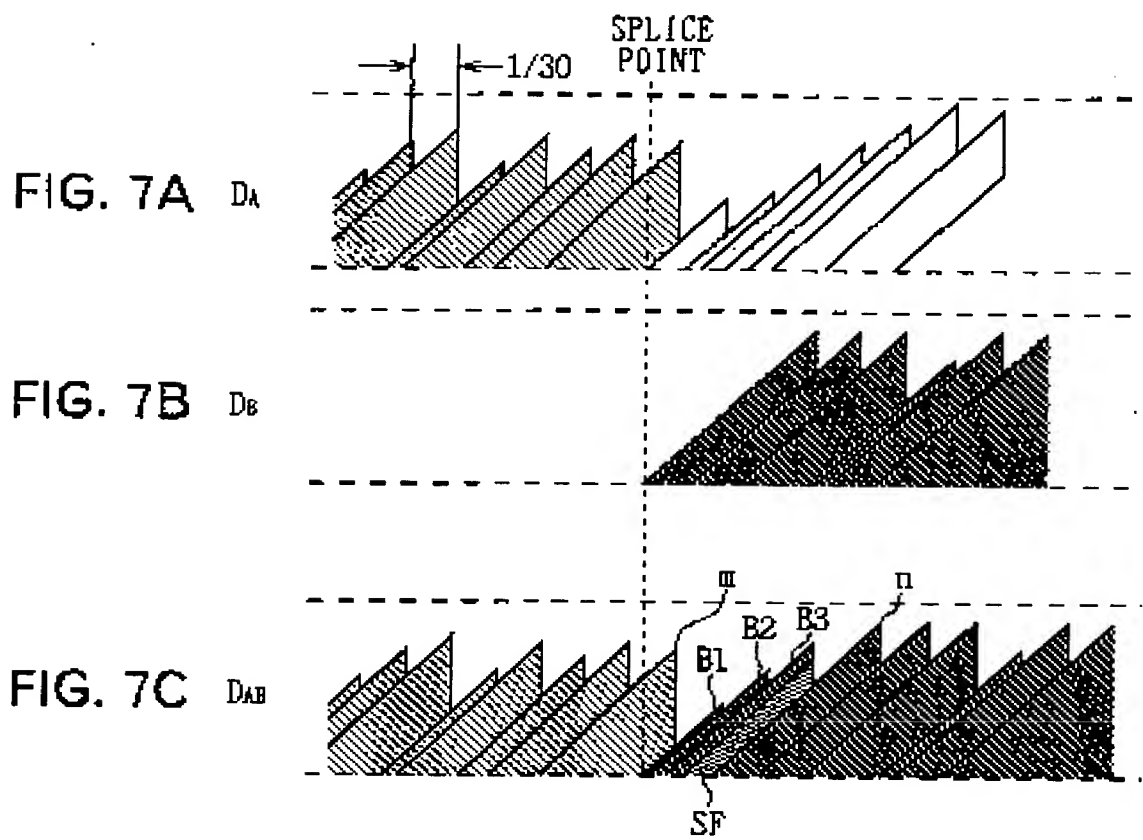 SPLICE
POINT
1/30
FIG. 7A DA
FIG. 7B DB
m
n
B1
B2
B3
FIG. 7C DAB
SF